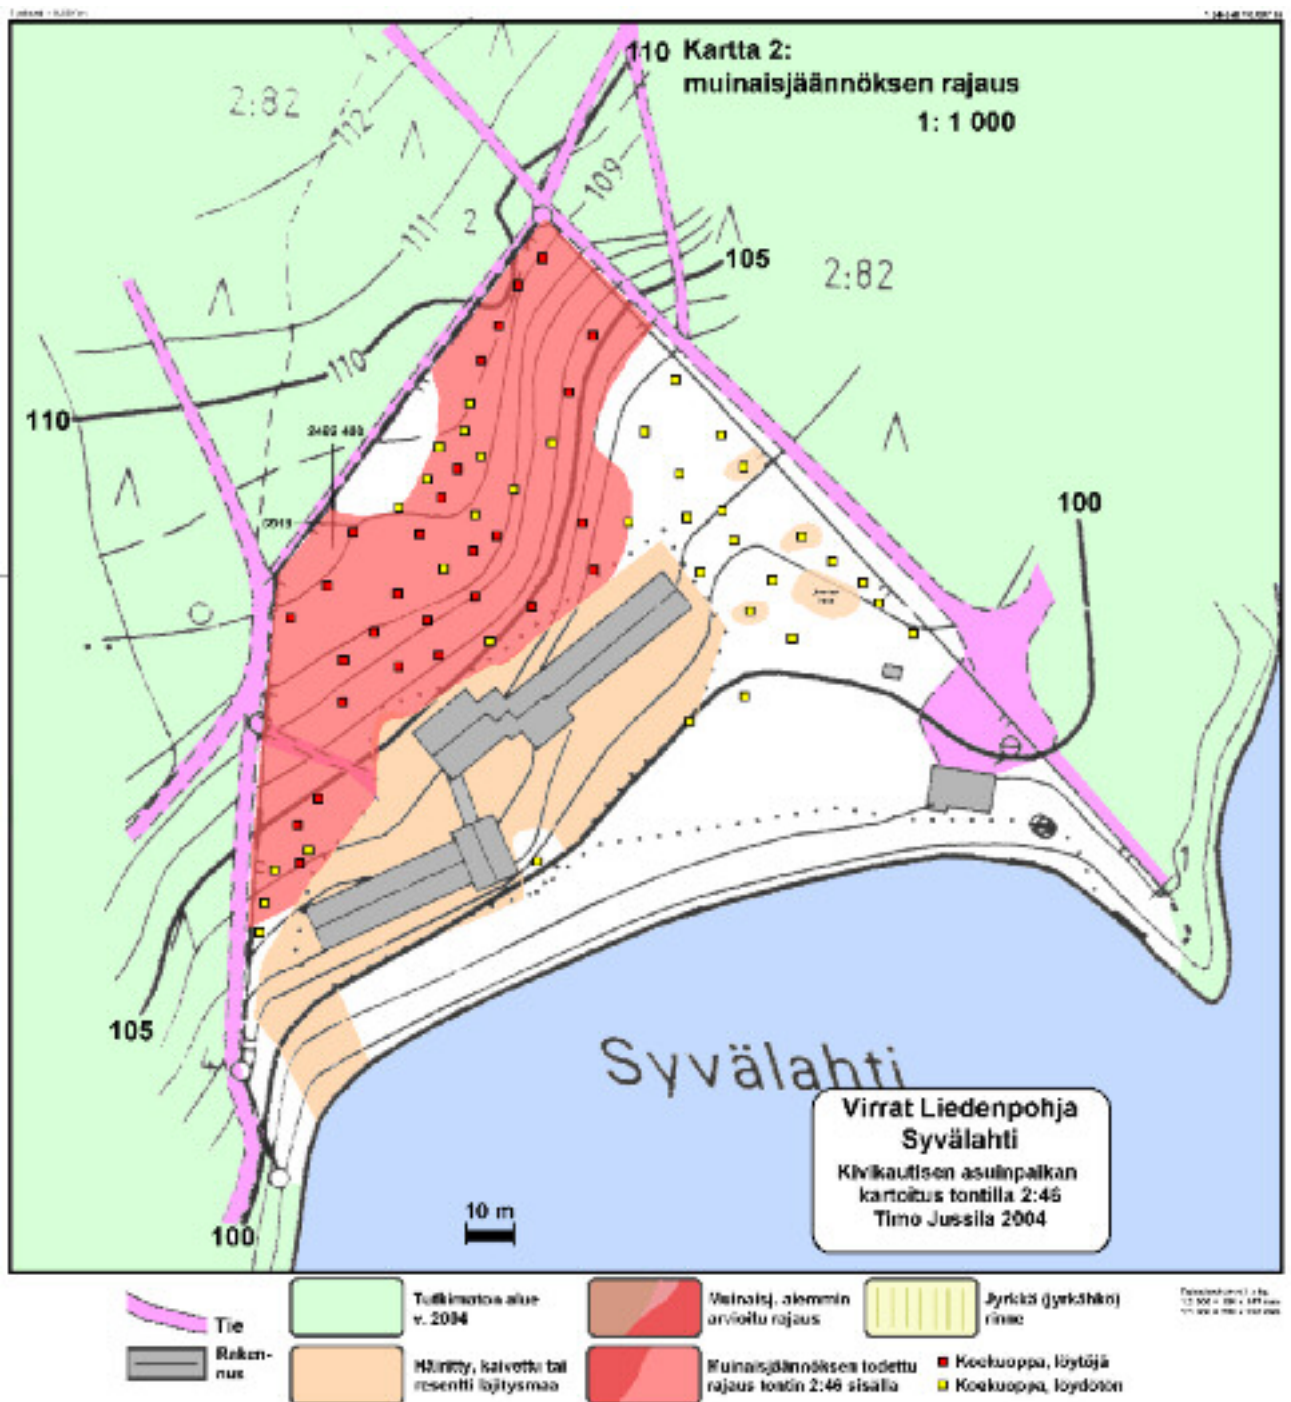 110 Kartta 2:
muinaisjäännöksen rajaus
1: 1 000
2:82
112
109
111
2
105
2:82
110
110
100
105
100
Syvälahti
Virrat Liedenpohja
Syvälahti
Kivikautisen asuinpaikan
kartoitus tontilla 2:46
Timo Jussila 2004
10 m
Tie
Raken-
nus
Tutkimaton alue
v. 2004
Häiritty, kaivettu tai
resentti läjitysmaa
Muinaisj. aiemmin
arvioitu rajaus
Muinaisjäännöksen todettu
rajaus tontin 2:46 sisällä
Jyrkkä (jyrkähkö)
rinne
Koekuoppa, löytöjä
Koekuoppa, löydötön